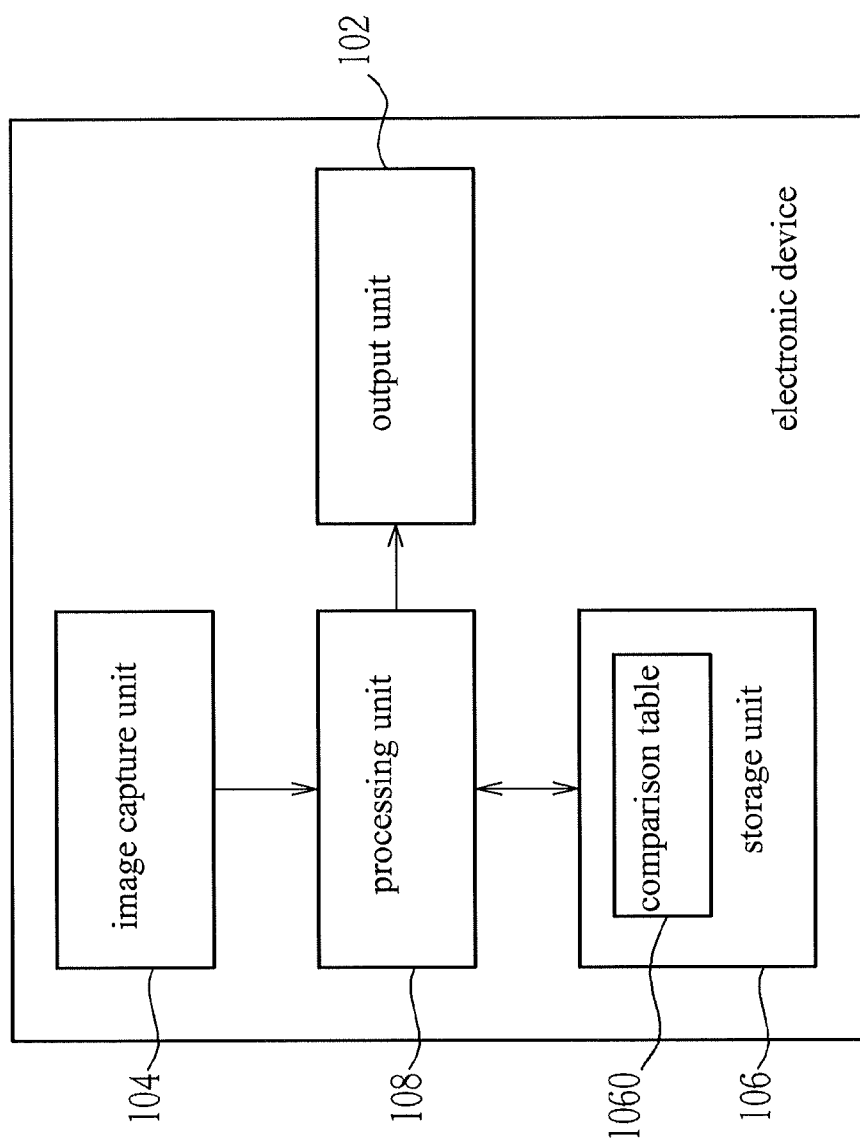 104
image capture unit
108
processing unit
output unit
102
1060
comparison table
106
storage unit
electronic device